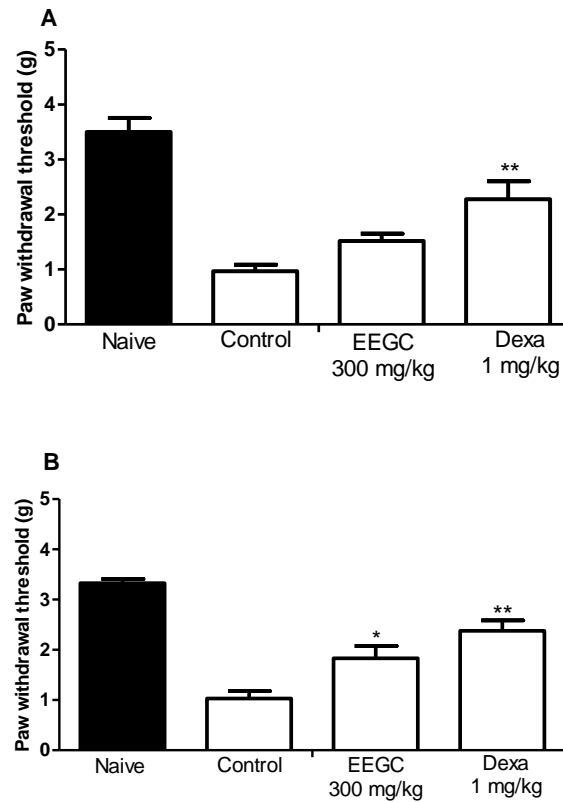 A
Paw withdrawal threshold (g)
5
4
3
2
1
0
**
Naive
Control
EEGC
300 mg/kg
Dexa
1 mg/kg
B
Paw withdrawal threshold (g)
5
4
3
2
1
0
*
**
Naive
Control
EEGC
300 mg/kg
Dexa
1 mg/kg